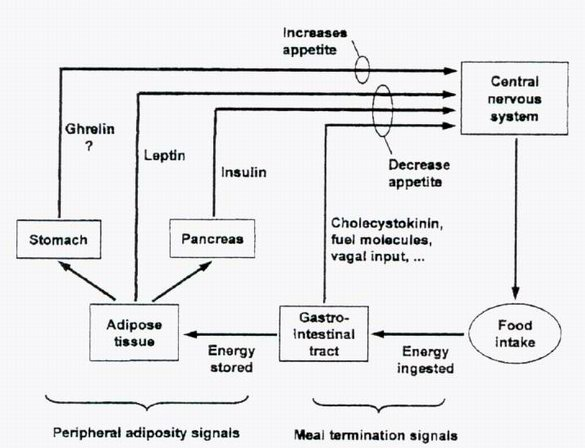 Increases
appetite
Central
nervous
system
Ghrelin
?
Leptin
Insulin
Decrease
appetite
Cholecystokinin,
fuel molecules,
vagal input, ...
Stomach
Pancreas
Adipose
tissue
Energy
stored
Gastro-
intestinal
tract
Energy
ingested
Food
intake
Peripheral adiposity signals
Meal termination signals